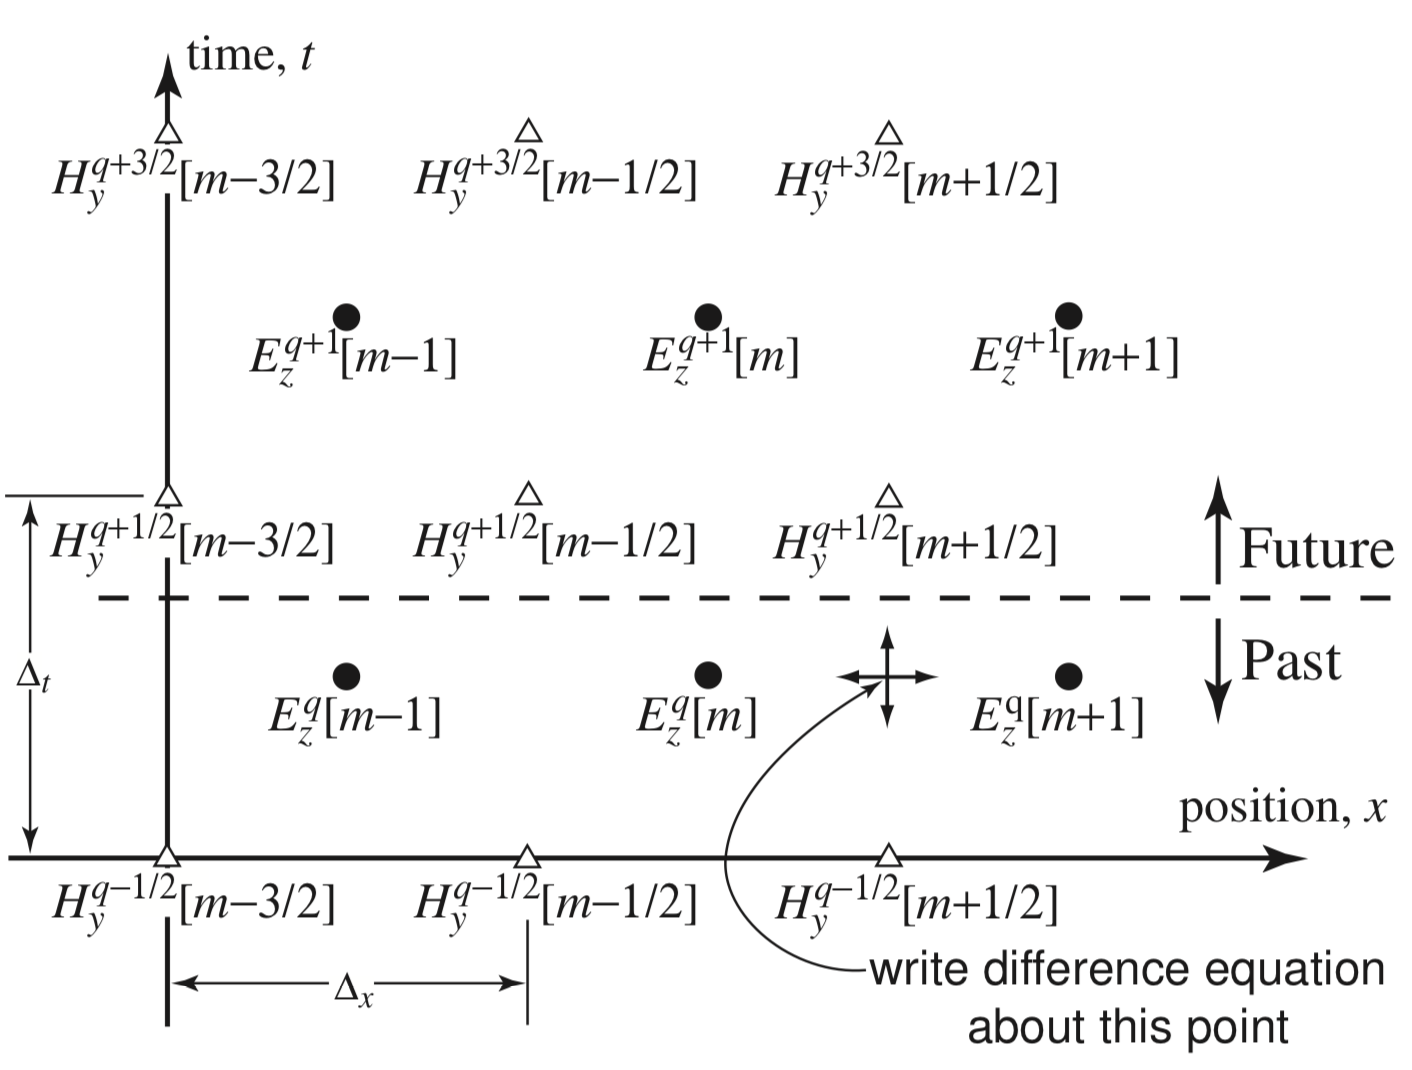 time, t
H_y^{q+3/2}[m−3/2] H_y^{q+3/2}[m−1/2] H_y^{q+3/2}[m+1/2]
E_z^{q+1}[m−1] E_z^{q+1}[m] E_z^{q+1}[m+1]
H_y^{q+1/2}[m−3/2] H_y^{q+1/2}[m−1/2] H_y^{q+1/2}[m+1/2]
Future
Δ_t
Past
E_z^q[m−1] E_z^q[m] E_z^q[m+1]
position, x
H_y^{q−1/2}[m−3/2] H_y^{q−1/2}[m−1/2] H_y^{q−1/2}[m+1/2]
Δ_x
write difference equation
about this point